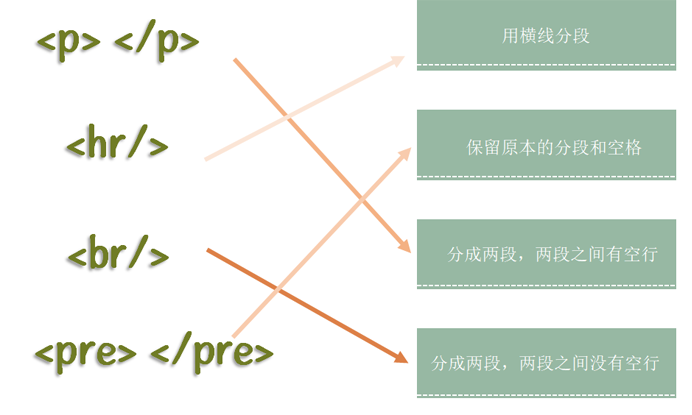 <p> </p>
用横线分段
<hr/>
保留原本的分段和空格
<br/>
分成两段，两段之间有空行
<pre> </pre>
分成两段，两段之间没有空行